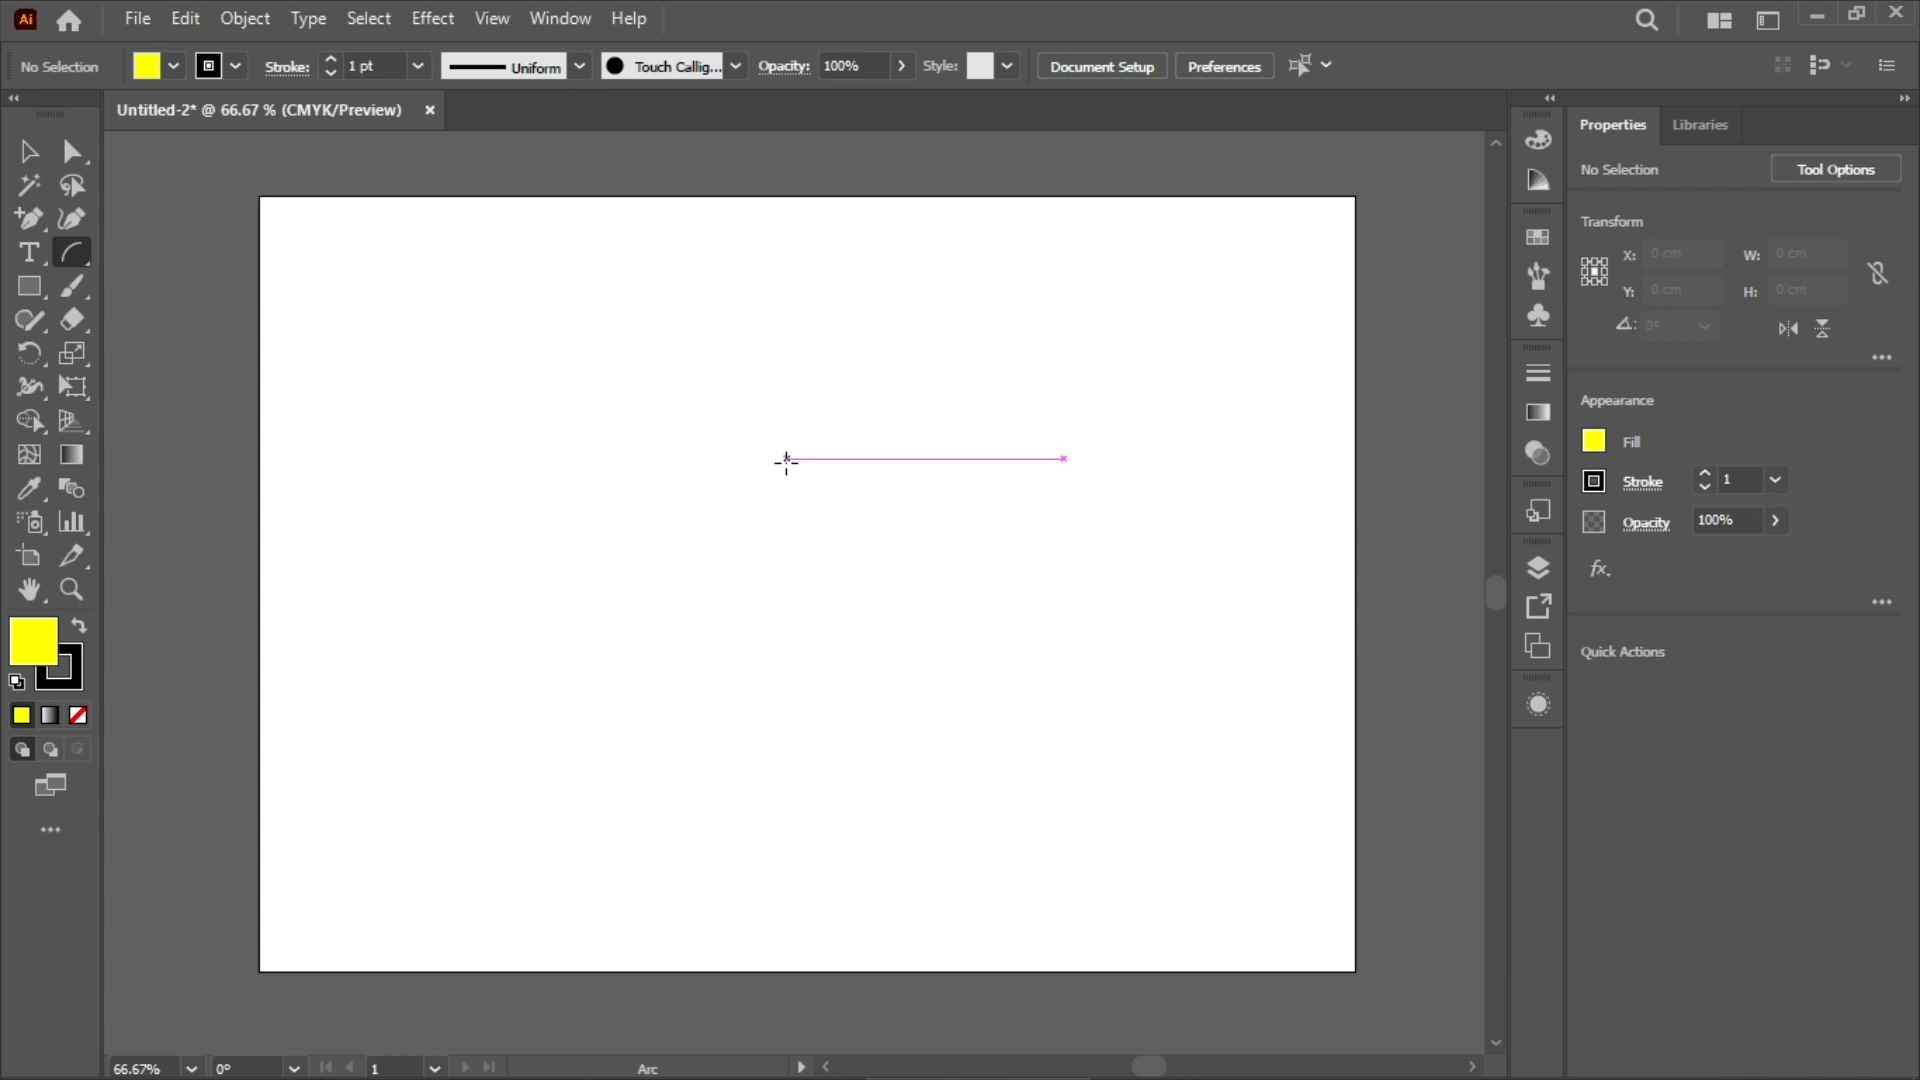 Ai File Edit Object Type Select Effect View Window Help
No Selection Stroke: 1 pt Uniform Touch Callig... Opacity: 100% Style: Document Setup Preferences
Untitled-2* @ 66.67 % (CMYK/Preview)
Properties Libraries
No Selection Tool Options
Transform
X: 0 cm W: 0 cm
Y: 0 cm H: 0 cm
0°
Appearance
Fill
Stroke 1
Opacity 100%
fx.
Quick Actions
66.67% 0° 1 Arc